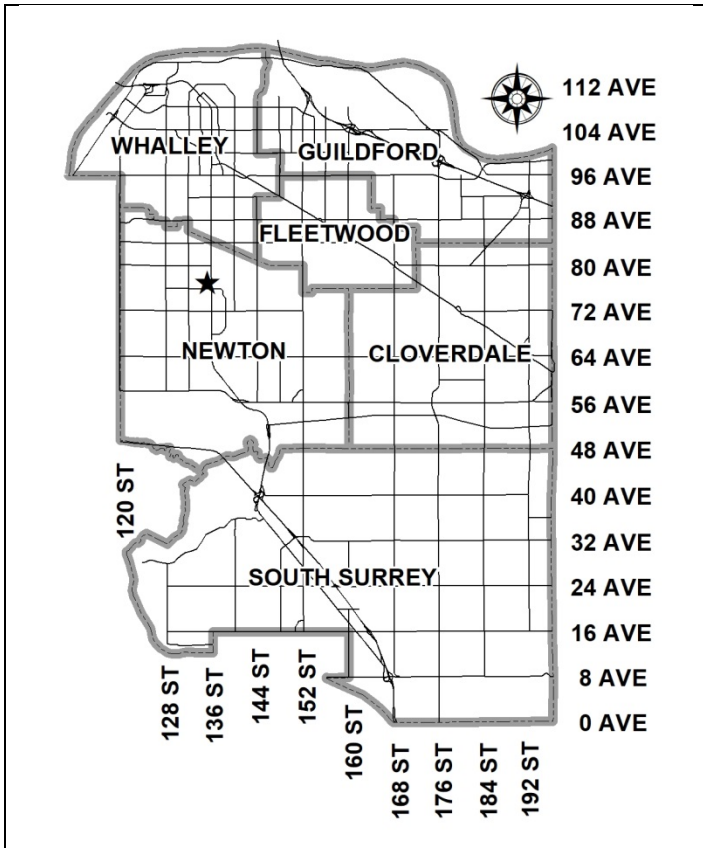 112 AVE
104 AVE
WHALLEY
GUILDFORD
96 AVE
88 AVE
FLEETWOOD
80 AVE
72 AVE
NEWTON
CLOVERDALE
64 AVE
56 AVE
48 AVE
120 ST
40 AVE
32 AVE
SOUTH SURREY
24 AVE
16 AVE
128 ST
136 ST
144 ST
152 ST
160 ST
8 AVE
0 AVE
168 ST
176 ST
184 ST
192 ST